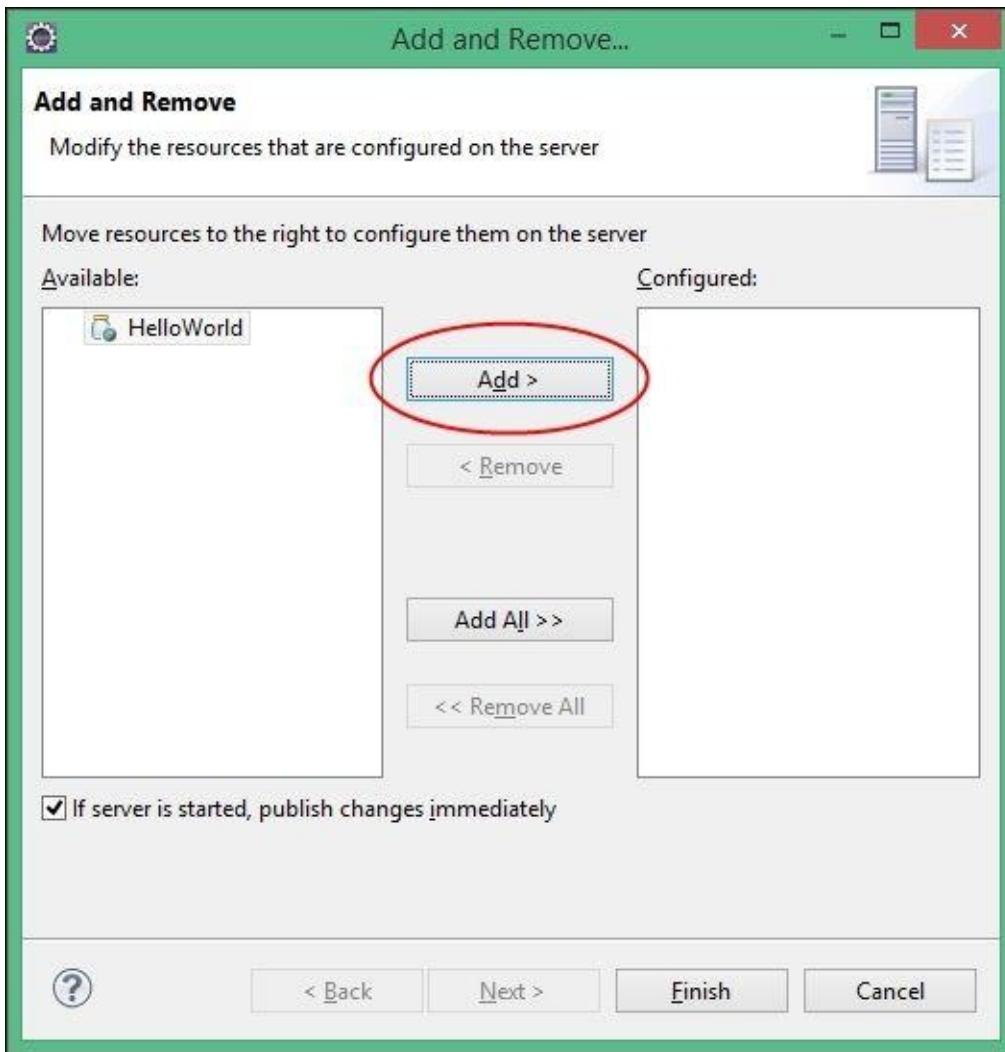 Add and Remove...
Add and Remove
Modify the resources that are configured on the server
Move resources to the right to configure them on the server
Available:
Configured:
HelloWorld
Add >
< Remove
Add All >>
<< Remove All
If server is started, publish changes immediately
< Back
Next >
Finish
Cancel